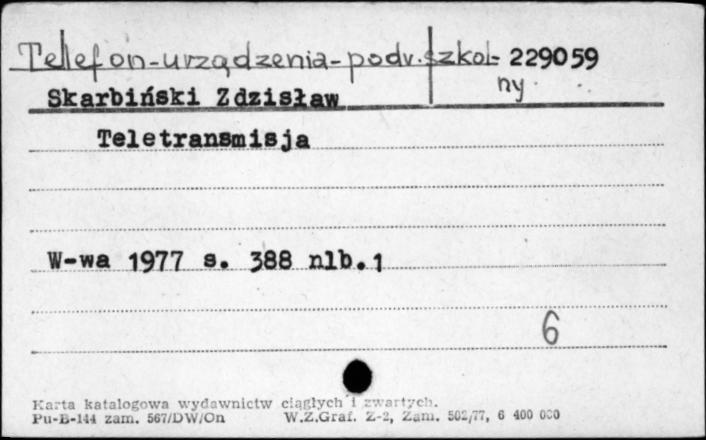 Telefon-urządzenia-podr. szkol- 229059
ny
Skarbiński Zdzisław
Teletransmisja
W-wa 1977 s. 388 nlb.1
6
Karta katalogowa wydawnictw ciągłych i zwartych.
Pu-B-144 zam. 567/DW/On W.Z.Graf. Z-2, Zam. 502/77, 6 400 000